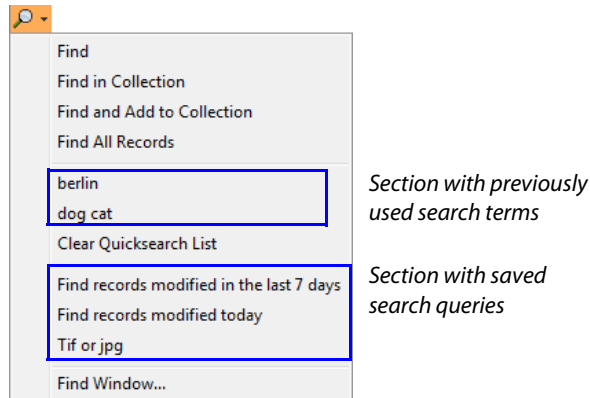 Find
Find in Collection
Find and Add to Collection
Find All Records
berlin
dog cat
Clear Quicksearch List
Find records modified in the last 7 days
Find records modified today
Tif or jpg
Find Window...
Section with previously
used search terms
Section with saved
search queries